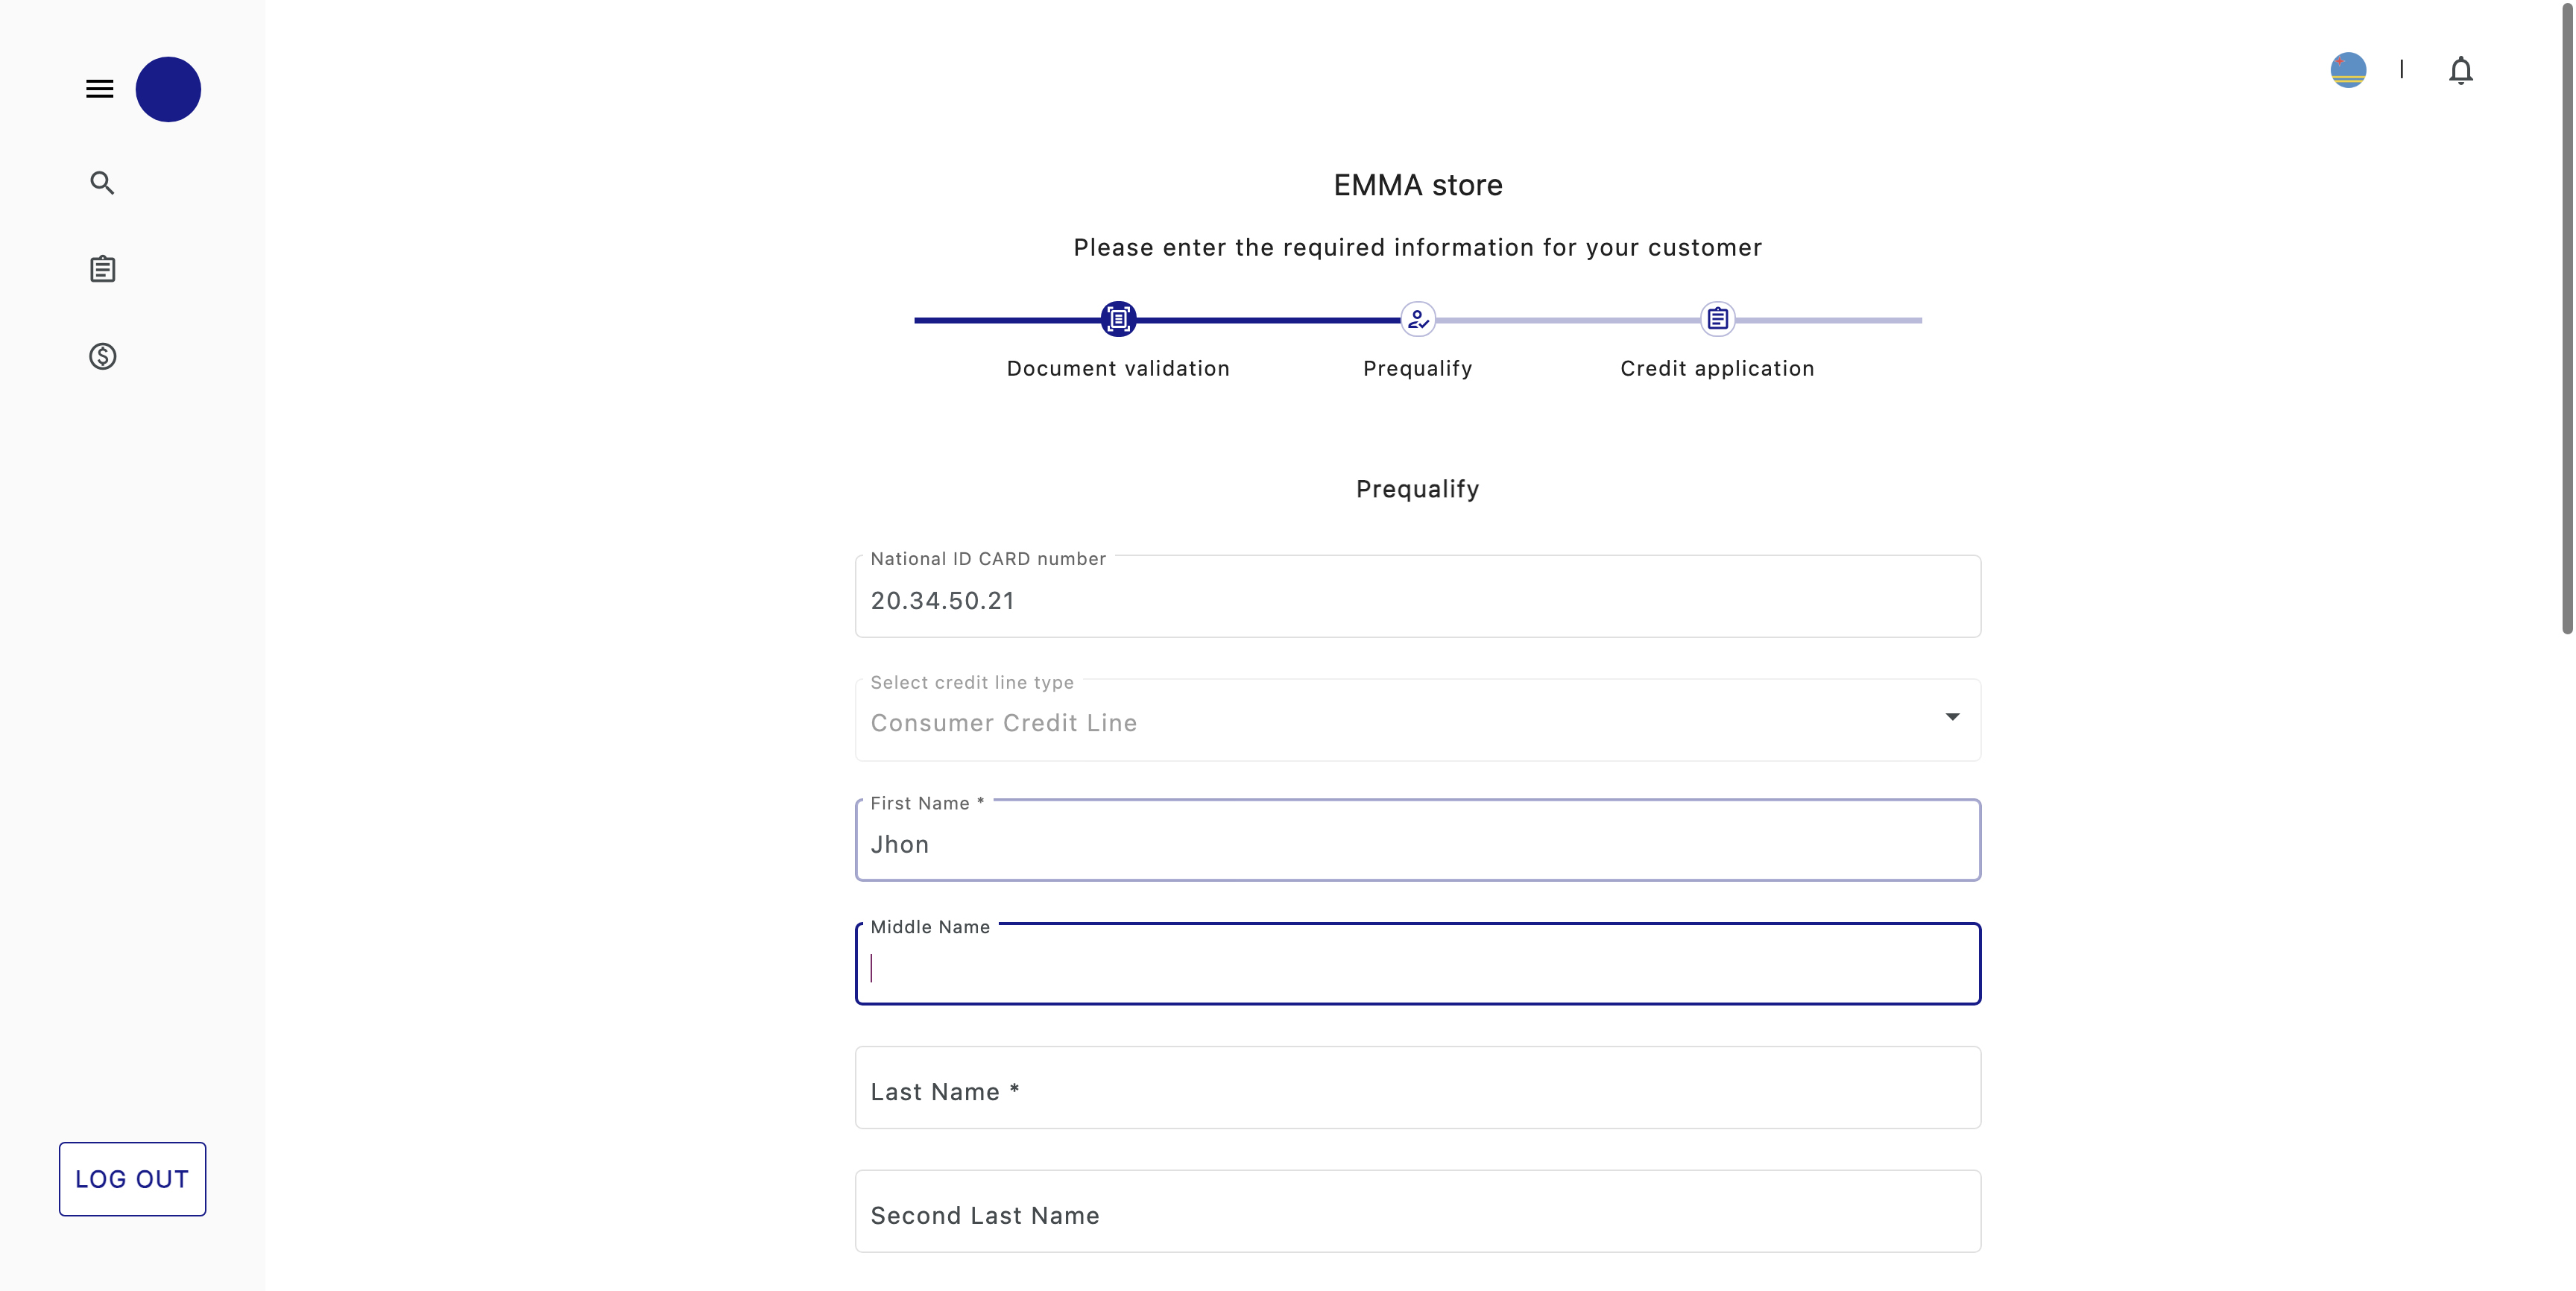 EMMA store
Please enter the required information for your customer
Document validation
Prequalify
Credit application
Prequalify
National ID CARD number
20.34.50.21
Select credit line type
Consumer Credit Line
First Name *
Jhon
Middle Name
Last Name *
Second Last Name
LOG OUT